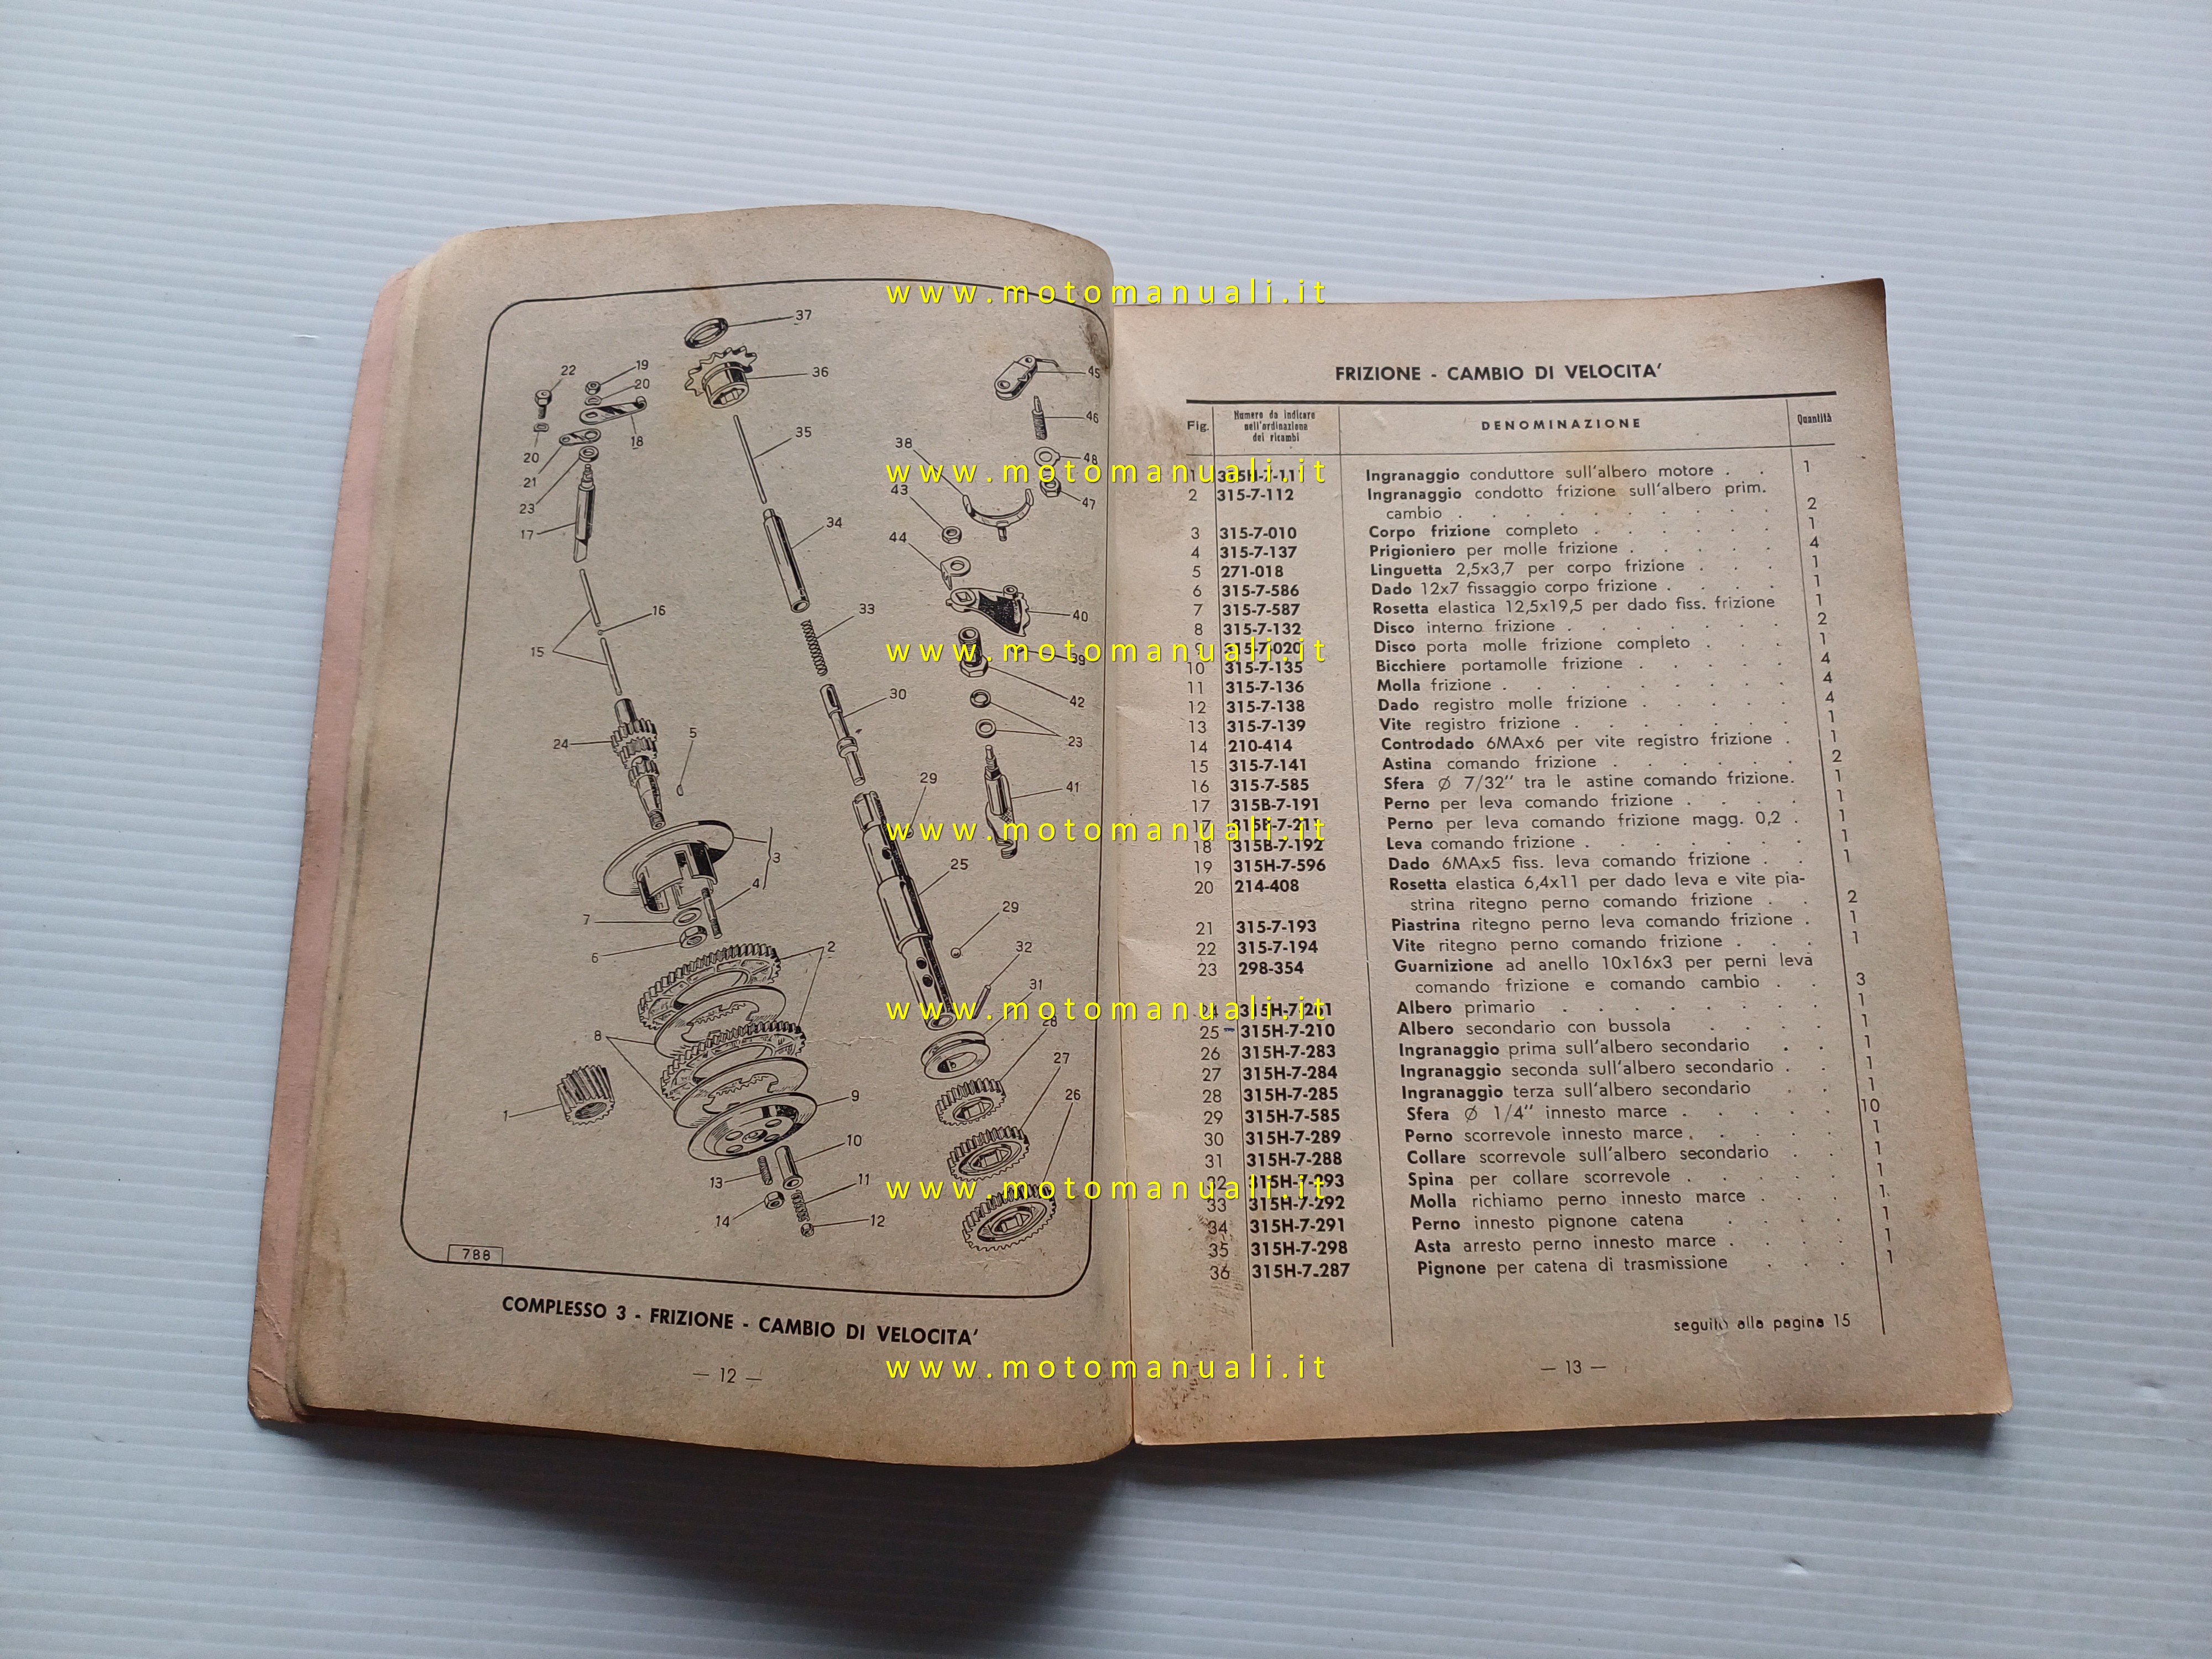 37
36
22
19
20
18
20
21
23
17
35
34
38
43
44
45
46
48
47
40
33
39
42
16
15
30
23
24
5
29
41
3
4
25
7
6
2
29
32
31
28
27
26
8
1
9
10
13
11
14
12
788
COMPLESSO 3 - FRIZIONE - CAMBIO DI VELOCITA'
— 12 —
FRIZIONE - CAMBIO DI VELOCITA'
Fig. Numero da indicare nell'ordinazione dei ricambi DENOMINAZIONE Quantità
1 315H-7-111 Ingranaggio conduttore sull'albero motore . . 1
2 315-7-112 Ingranaggio condotto frizione sull'albero prim.
cambio . . . . . . . . . 2
3 315-7-010 Corpo frizione completo . . . . . . 1
4 315-7-137 Prigioniero per molle frizione . . . . . 4
5 271-018 Linguetta 2,5x3,7 per corpo frizione . . . 1
6 315-7-586 Dado 12x7 fissaggio corpo frizione . . . . 1
7 315-7-587 Rosetta elastica 12,5x19,5 per dado fiss. frizione 1
8 315-7-132 Disco interno frizione . . . . . . 2
9 315-7-020 Disco porta molle frizione completo . . . 1
10 315-7-135 Bicchiere portamolle frizione . . . . . 4
11 315-7-136 Molla frizione . . . . . . . . 4
12 315-7-138 Dado registro molle frizione . . . . . 4
13 315-7-139 Vite registro frizione . . . . . . 1
14 210-414 Controdado 6MAx6 per vite registro frizione . 1
15 315-7-141 Astina comando frizione . . . . . . 2
16 315-7-585 Sfera Ø 7/32" tra le astine comando frizione. 1
17 315B-7-191 Perno per leva comando frizione . . . . 1
17 315B-7-211 Perno per leva comando frizione magg. 0,2 . 1
18 315B-7-192 Leva comando frizione . . . . . . 1
19 315H-7-596 Dado 6MAx5 fiss. leva comando frizione . . 1
20 214-408 Rosetta elastica 6,4x11 per dado leva e vite pia-
strina ritegno perno comando frizione . . 2
21 315-7-193 Piastrina ritegno perno leva comando frizione . 1
22 315-7-194 Vite ritegno perno comando frizione . . . 1
23 298-354 Guarnizione ad anello 10x16x3 per perni leva
comando frizione e comando cambio . . 3
24 315H-7-261 Albero primario . . . . . . . 1
25 315H-7-210 Albero secondario con bussola . . . . 1
26 315H-7-283 Ingranaggio prima sull'albero secondario . . 1
27 315H-7-284 Ingranaggio seconda sull'albero secondario . . 1
28 315H-7-285 Ingranaggio terza sull'albero secondario . . 1
29 315H-7-585 Sfera Ø 1/4" innesto marce . . . . . 10
30 315H-7-289 Perno scorrevole innesto marce . . . . . 1
31 315H-7-288 Collare scorrevole sull'albero secondario . . 1
32 315H-7-293 Spina per collare scorrevole . . . . . 1
33 315H-7-292 Molla richiamo perno innesto marce . . . 1
34 315H-7-291 Perno innesto pignone catena . . . . 1
35 315H-7-298 Asta arresto perno innesto marce . . . . 1
36 315H-7-287 Pignone per catena di trasmissione . . . 1
seguito alla pagina 15
— 13 —
www.motomanuali.it
www.motomanuali.it
www.motomanuali.it
www.motomanuali.it
www.motomanuali.it
www.motomanuali.it
www.motomanuali.it